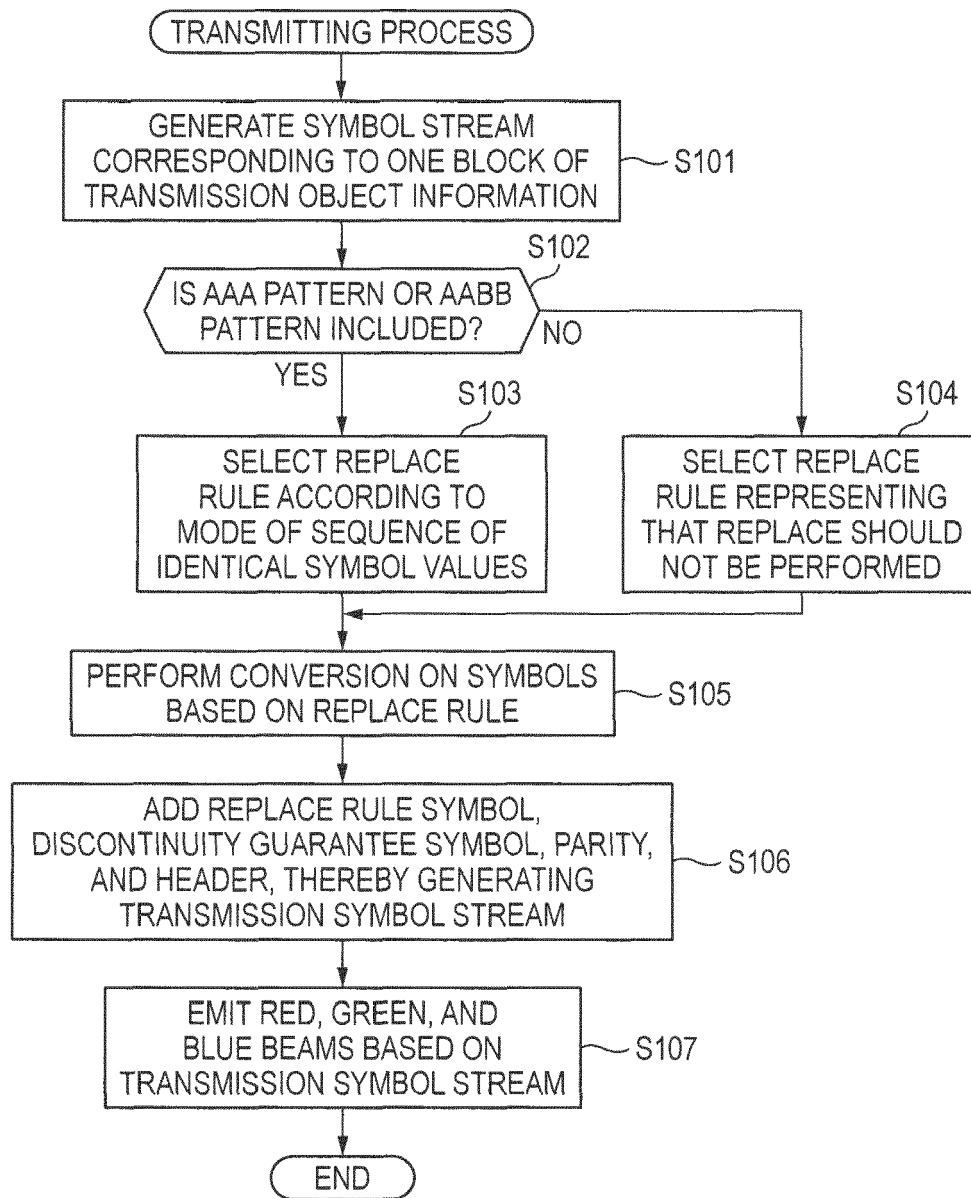 TRANSMITTING PROCESS
GENERATE SYMBOL STREAM
CORRESPONDING TO ONE BLOCK OF
TRANSMISSION OBJECT INFORMATION
S101
S102
IS AAA PATTERN OR AABB
PATTERN INCLUDED?
NO
YES
S103
SELECT REPLACE
RULE ACCORDING TO
MODE OF SEQUENCE OF
IDENTICAL SYMBOL VALUES
S104
SELECT REPLACE
RULE REPRESENTING
THAT REPLACE SHOULD
NOT BE PERFORMED
PERFORM CONVERSION ON SYMBOLS
BASED ON REPLACE RULE
S105
ADD REPLACE RULE SYMBOL,
DISCONTINUITY GUARANTEE SYMBOL, PARITY,
AND HEADER, THEREBY GENERATING
TRANSMISSION SYMBOL STREAM
S106
EMIT RED, GREEN, AND
BLUE BEAMS BASED ON
TRANSMISSION SYMBOL STREAM
S107
END